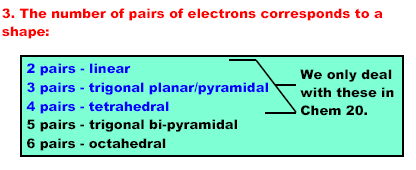 3. The number of pairs of electrons corresponds to a
shape:
2 pairs - linear
3 pairs - trigonal planar/pyramidal
4 pairs - tetrahedral
5 pairs - trigonal bi-pyramidal
6 pairs - octahedral
We only deal
with these in
Chem 20.